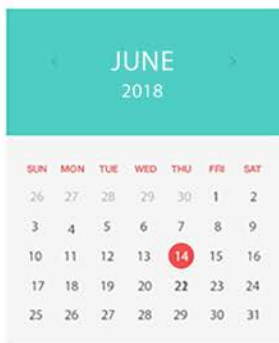 JUNE
2018
SUN MON TUE WED THU FRI SAT
26 27 28 29 30 1 2
3 4 5 6 7 8 9
10 11 12 13 14 15 16
17 18 19 20 22 23 24
25 26 27 28 29 30 31